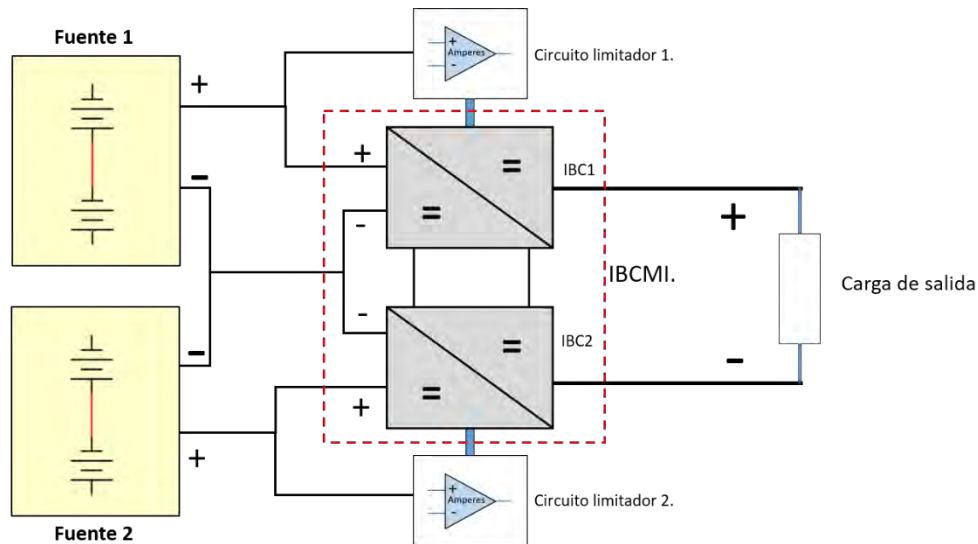 Fuente 1
+
-
Amperes
+
-
Circuito limitador 1.
+
-
=
=
IBC1
+
-
IBCMI.
Carga de salida
-
+
=
=
IBC2
-
+
Fuente 2
+
-
Amperes
Circuito limitador 2.